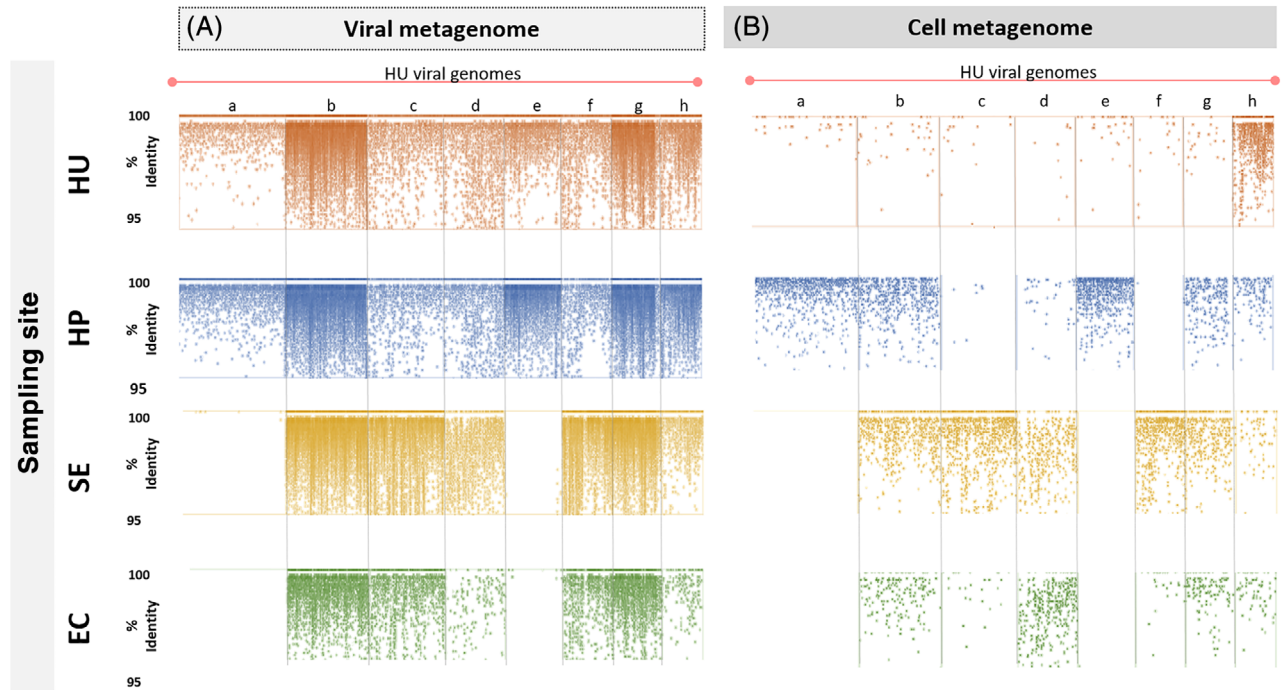 (A) Viral metagenome
(B) Cell metagenome
HU viral genomes
HU viral genomes
a b c d e f g h
a b c d e f g h
Sampling site
HU
100
%
Identity
95
HP
100
%
Identity
95
SE
100
%
Identity
95
EC
100
%
Identity
95